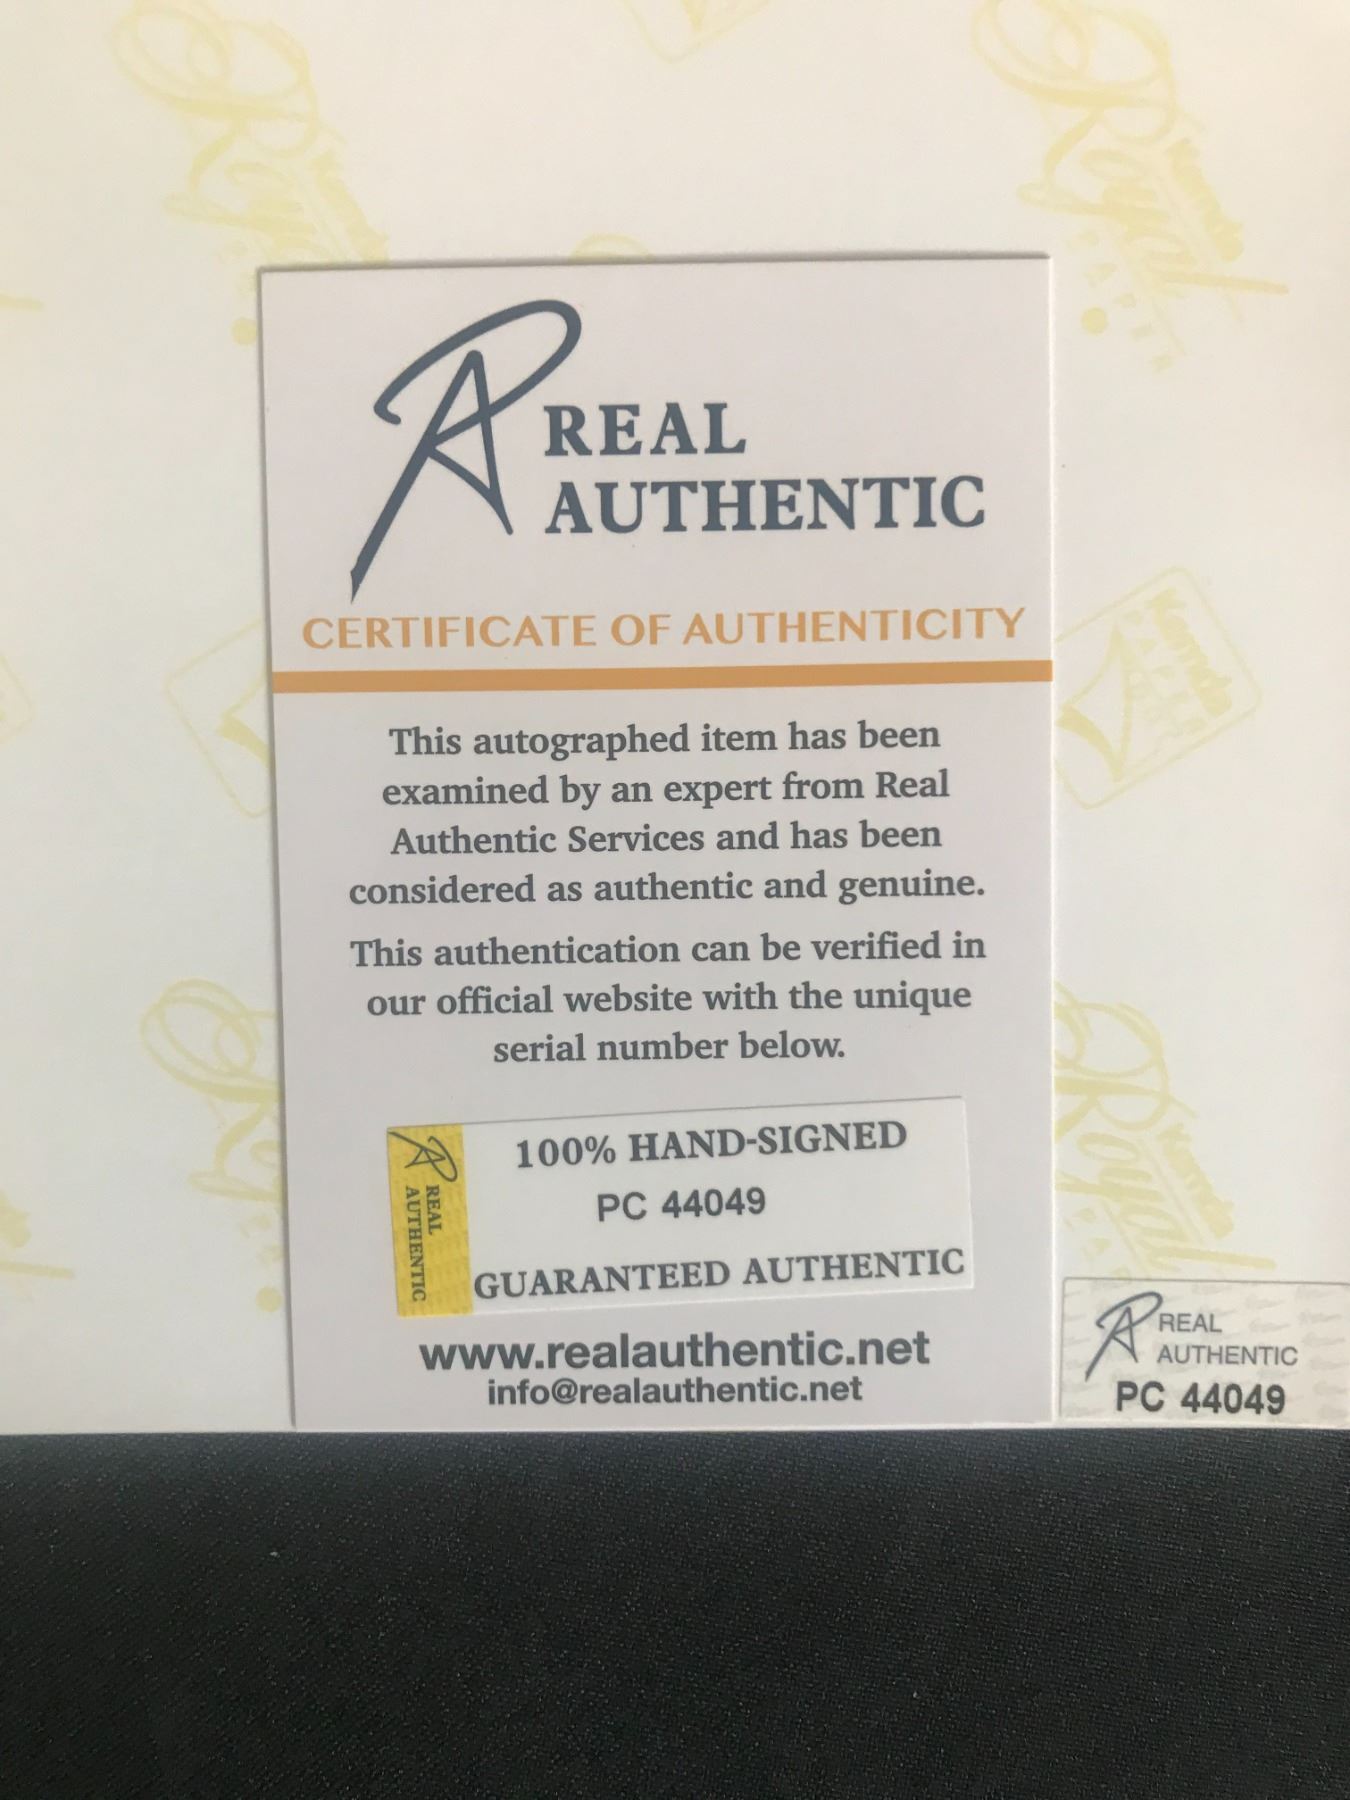 REAL
AUTHENTIC
CERTIFICATE OF AUTHENTICITY
This autographed item has been
examined by an expert from Real
Authentic Services and has been
considered as authentic and genuine.
This authentication can be verified in
our official website with the unique
serial number below.
REAL
AUTHENTIC
100% HAND-SIGNED
PC 44049
GUARANTEED AUTHENTIC
www.realauthentic.net
info@realauthentic.net
REAL
AUTHENTIC
PC 44049
Royal
Royal
Royal